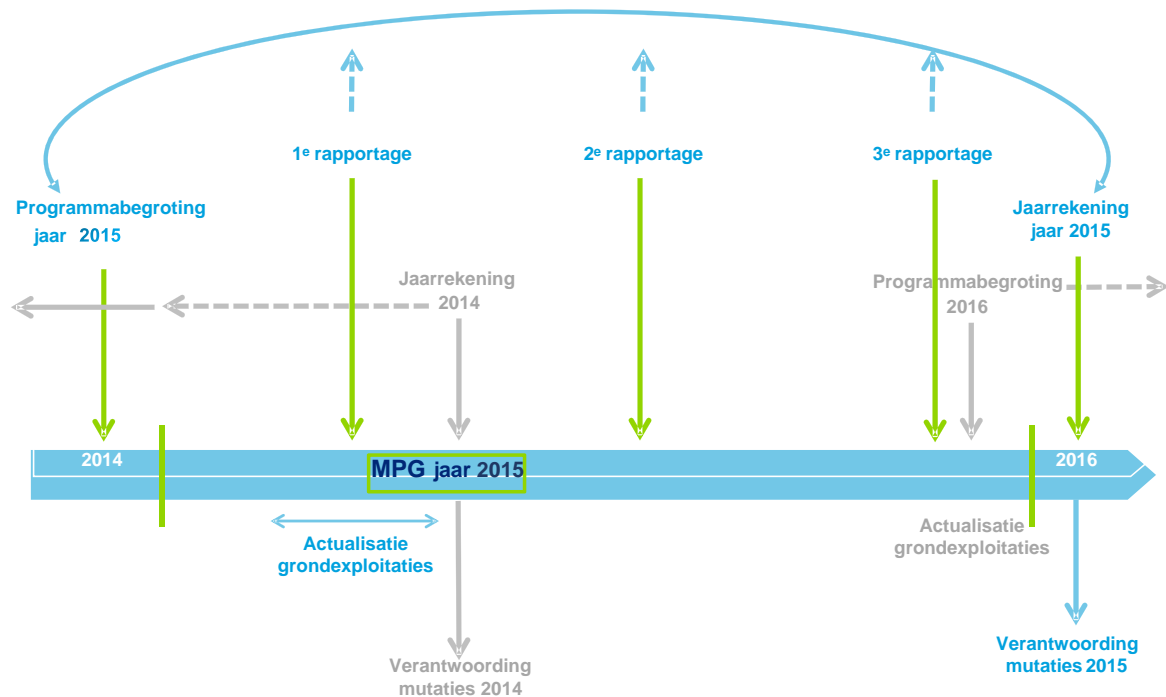 1e rapportage
2e rapportage
3e rapportage
Programmabegroting
jaar 2015
Jaarrekening
jaar 2015
Jaarrekening
2014
Programmabegroting
2016
2014
MPG jaar 2015
2016
Actualisatie
grondexploitaties
Actualisatie
grondexploitaties
Verantwoording
mutaties 2014
Verantwoording
mutaties 2015